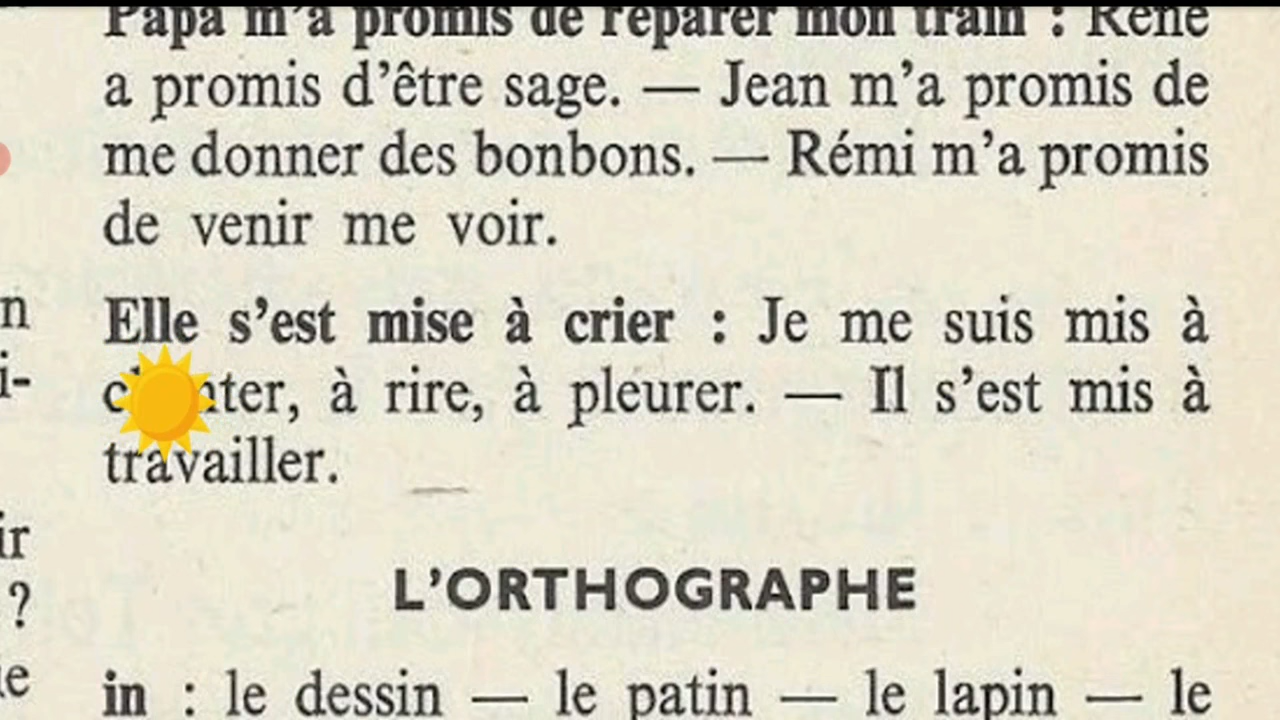 Papa m'a promis de réparer mon train : René
a promis d'être sage. — Jean m'a promis de
me donner des bonbons. — Rémi m'a promis
de venir me voir.
n
Elle s'est mise à crier : Je me suis mis à
i-
à rire, à pleurer. — Il s'est mis à
travailler.
ir
L'ORTHOGRAPHE
?
in : le dessin — le patin — le lapin — le